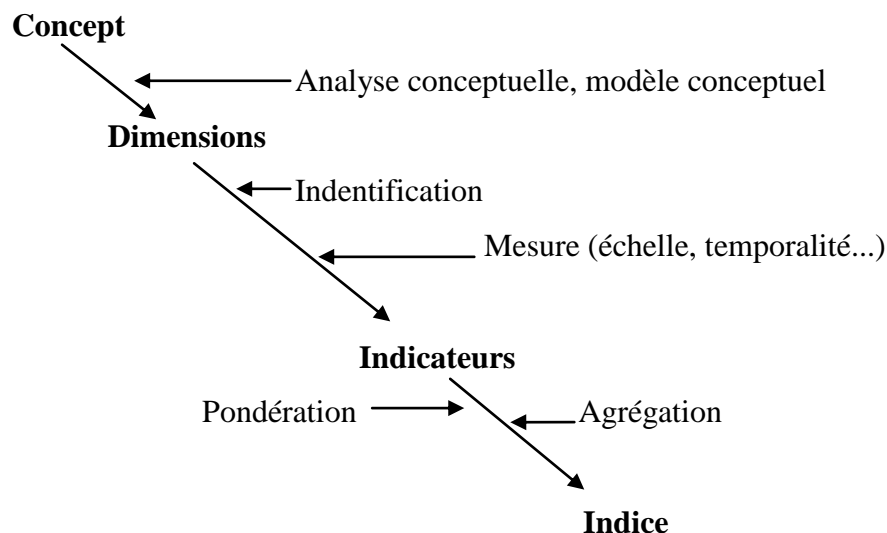 Concept
Analyse conceptuelle, modèle conceptuel
Dimensions
Indentification
Mesure (échelle, temporalité...)
Indicateurs
Pondération
Agrégation
Indice